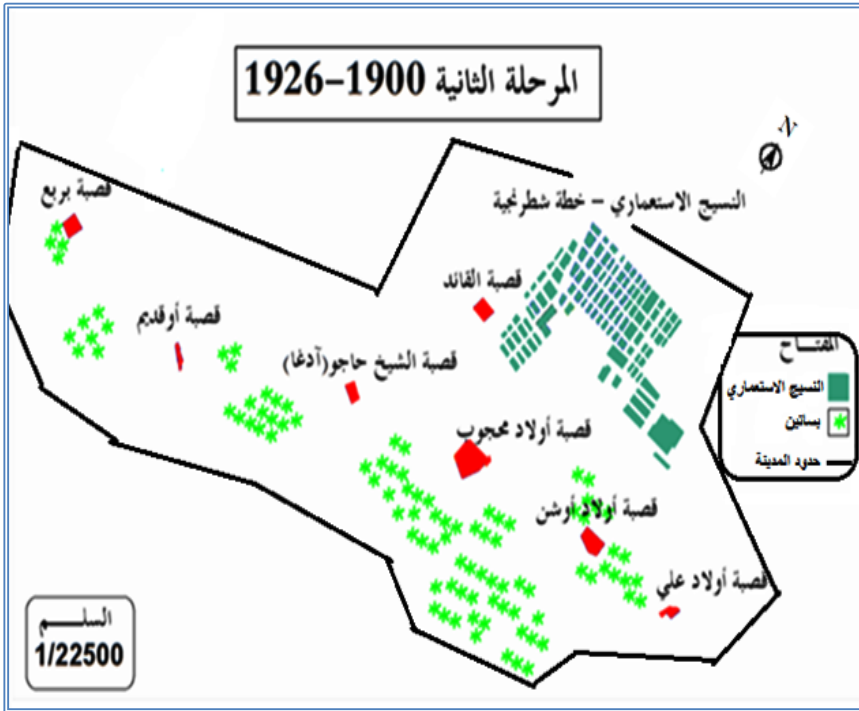 المرحلة الثانية 1900-1926
N
النسيج الاستعماري - خطة شطرنجية
قصبة بربع
قصبة القائد
قصبة أوقديم
قصبة الشيخ حاجو(آدغا)
قصبة أولاد محجوب
قصبة أولاد أوشن
قصبة أولاد علي
المفتاح
النسيج الاستعماري
بساتين
حدود المدينة
السلم
1/22500